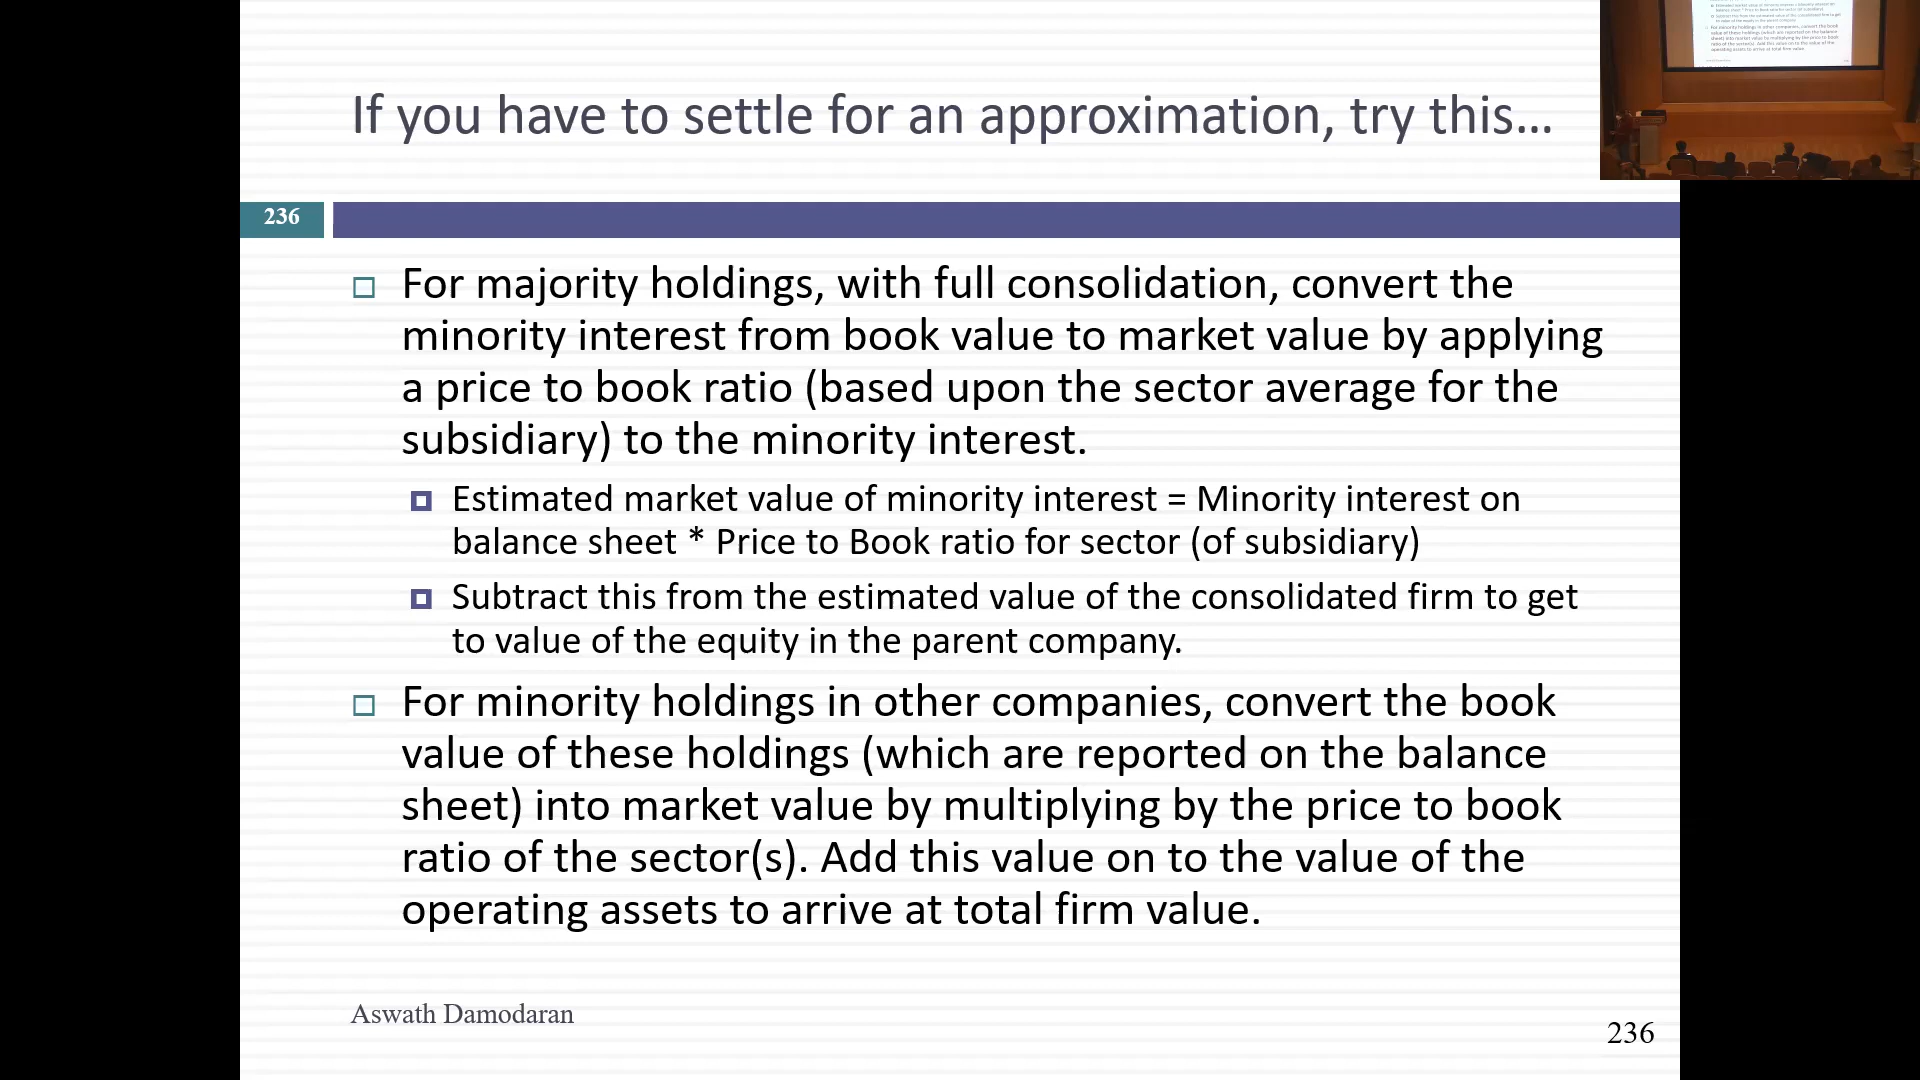 If you have to settle for an approximation, try this…
236
For majority holdings, with full consolidation, convert the
minority interest from book value to market value by applying
a price to book ratio (based upon the sector average for the
subsidiary) to the minority interest.
Estimated market value of minority interest = Minority interest on
balance sheet * Price to Book ratio for sector (of subsidiary)
Subtract this from the estimated value of the consolidated firm to get
to value of the equity in the parent company.
For minority holdings in other companies, convert the book
value of these holdings (which are reported on the balance
sheet) into market value by multiplying by the price to book
ratio of the sector(s). Add this value on to the value of the
operating assets to arrive at total firm value.
Aswath Damodaran
236